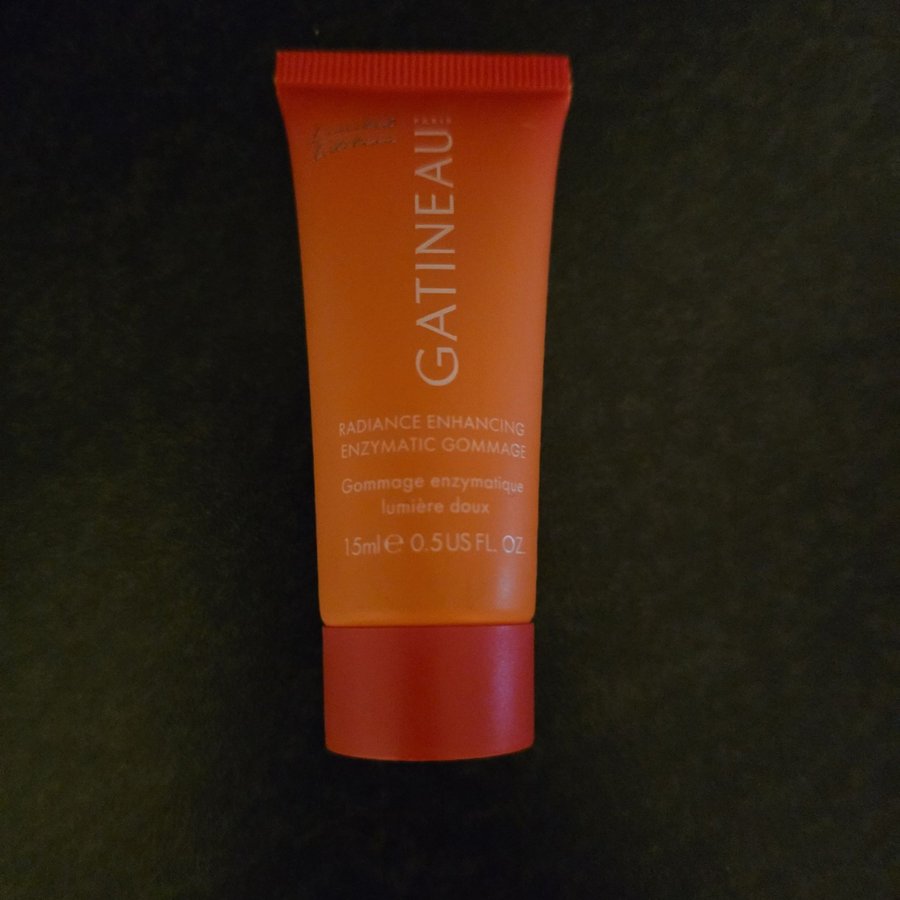 PARIS
GATINEAU
RADIANCE ENHANCING
ENZYMATIC GOMMAGE
Gommage enzymatique
lumière doux
15ml e 0.5 US FL. OZ.